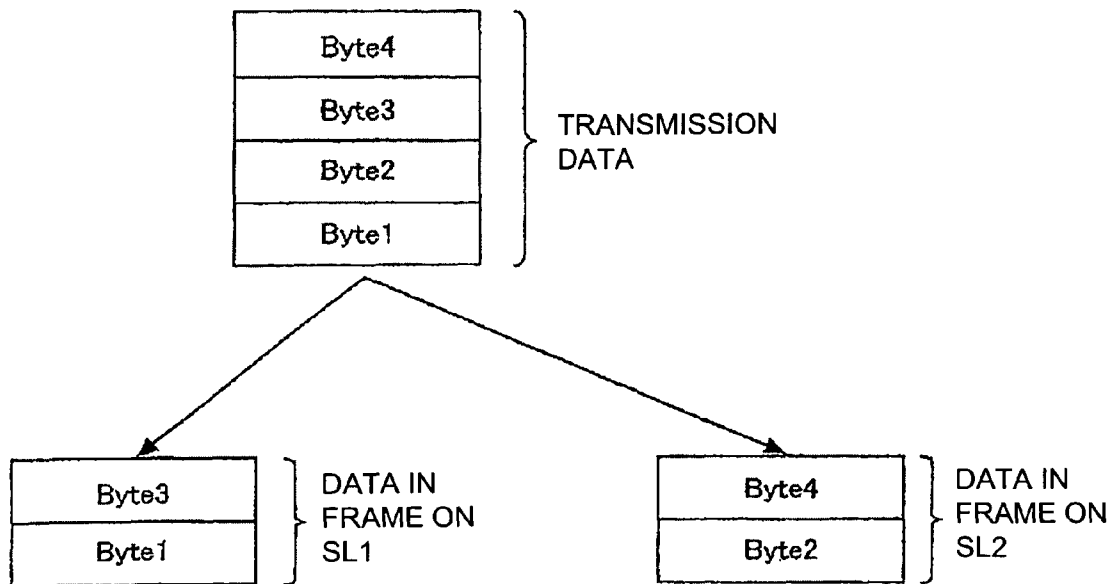 Byte4
Byte3
Byte2
Byte1
TRANSMISSION
DATA
Byte3
Byte1
DATA IN
FRAME ON
SL1
Byte4
Byte2
DATA IN
FRAME ON
SL2